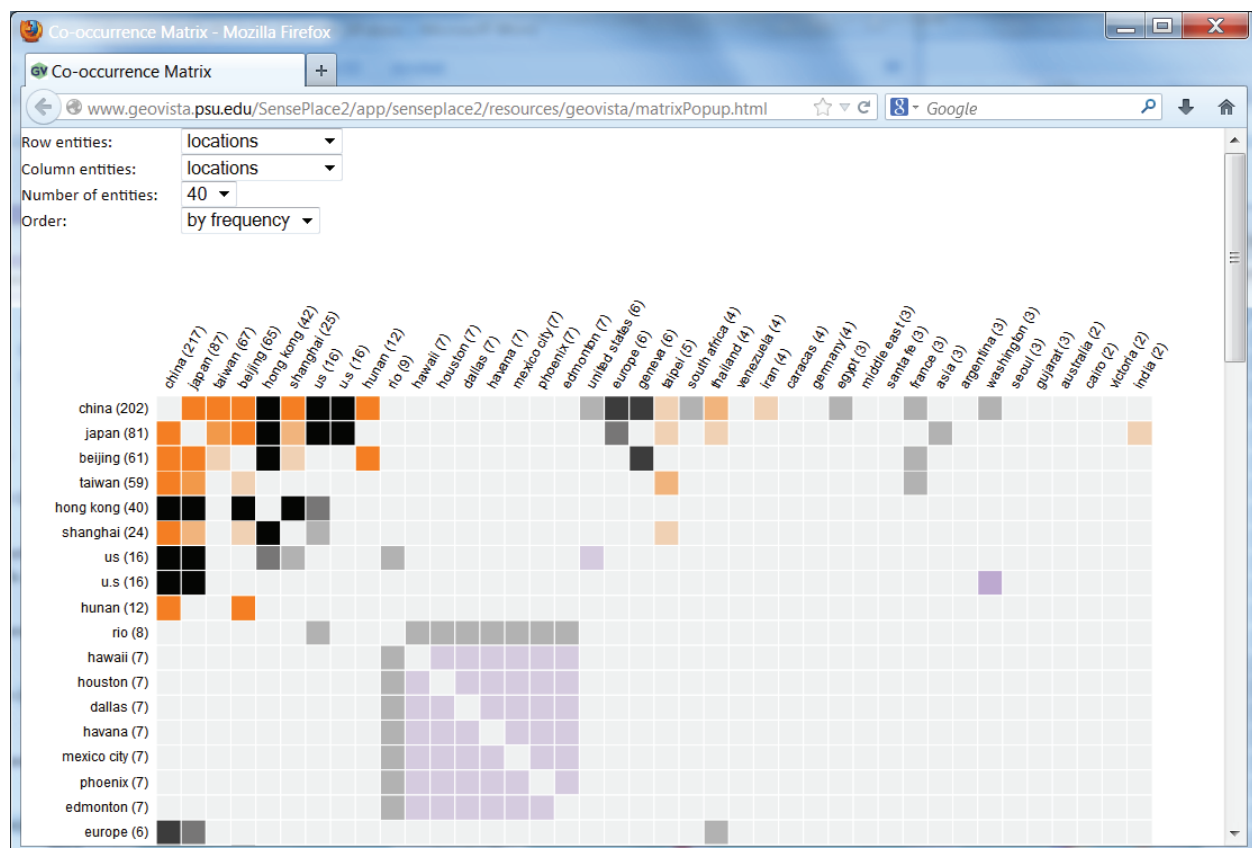 Co-occurrence Matrix - Mozilla Firefox
GV Co-occurrence Matrix +
www.geovista.psu.edu/SensePlace2/app/senseplace2/resources/geovista/matrixPopup.html
8 Google
Row entities: locations
Column entities: locations
Number of entities: 40
Order: by frequency
china (217)
japan (87)
taiwan (67)
beijing (65)
hong kong (42)
shanghai (25)
us (16)
u.s (16)
hunan (12)
rio (9)
hawaii (7)
houston (7)
dallas (7)
havana (7)
mexico city (7)
phoenix (7)
edmonton (7)
united states (6)
europe (6)
geneva (6)
taipei (5)
south africa (4)
thailand (4)
venezuela (4)
iran (4)
caracas (4)
germany (4)
egypt (3)
middle east (3)
santa fe (3)
france (3)
asia (3)
argentina (3)
washington (3)
seoul (3)
gujarat (3)
australia (2)
cairo (2)
victoria (2)
india (2)
china (202)
japan (81)
beijing (61)
taiwan (59)
hong kong (40)
shanghai (24)
us (16)
u.s (16)
hunan (12)
rio (8)
hawaii (7)
houston (7)
dallas (7)
havana (7)
mexico city (7)
phoenix (7)
edmonton (7)
europe (6)